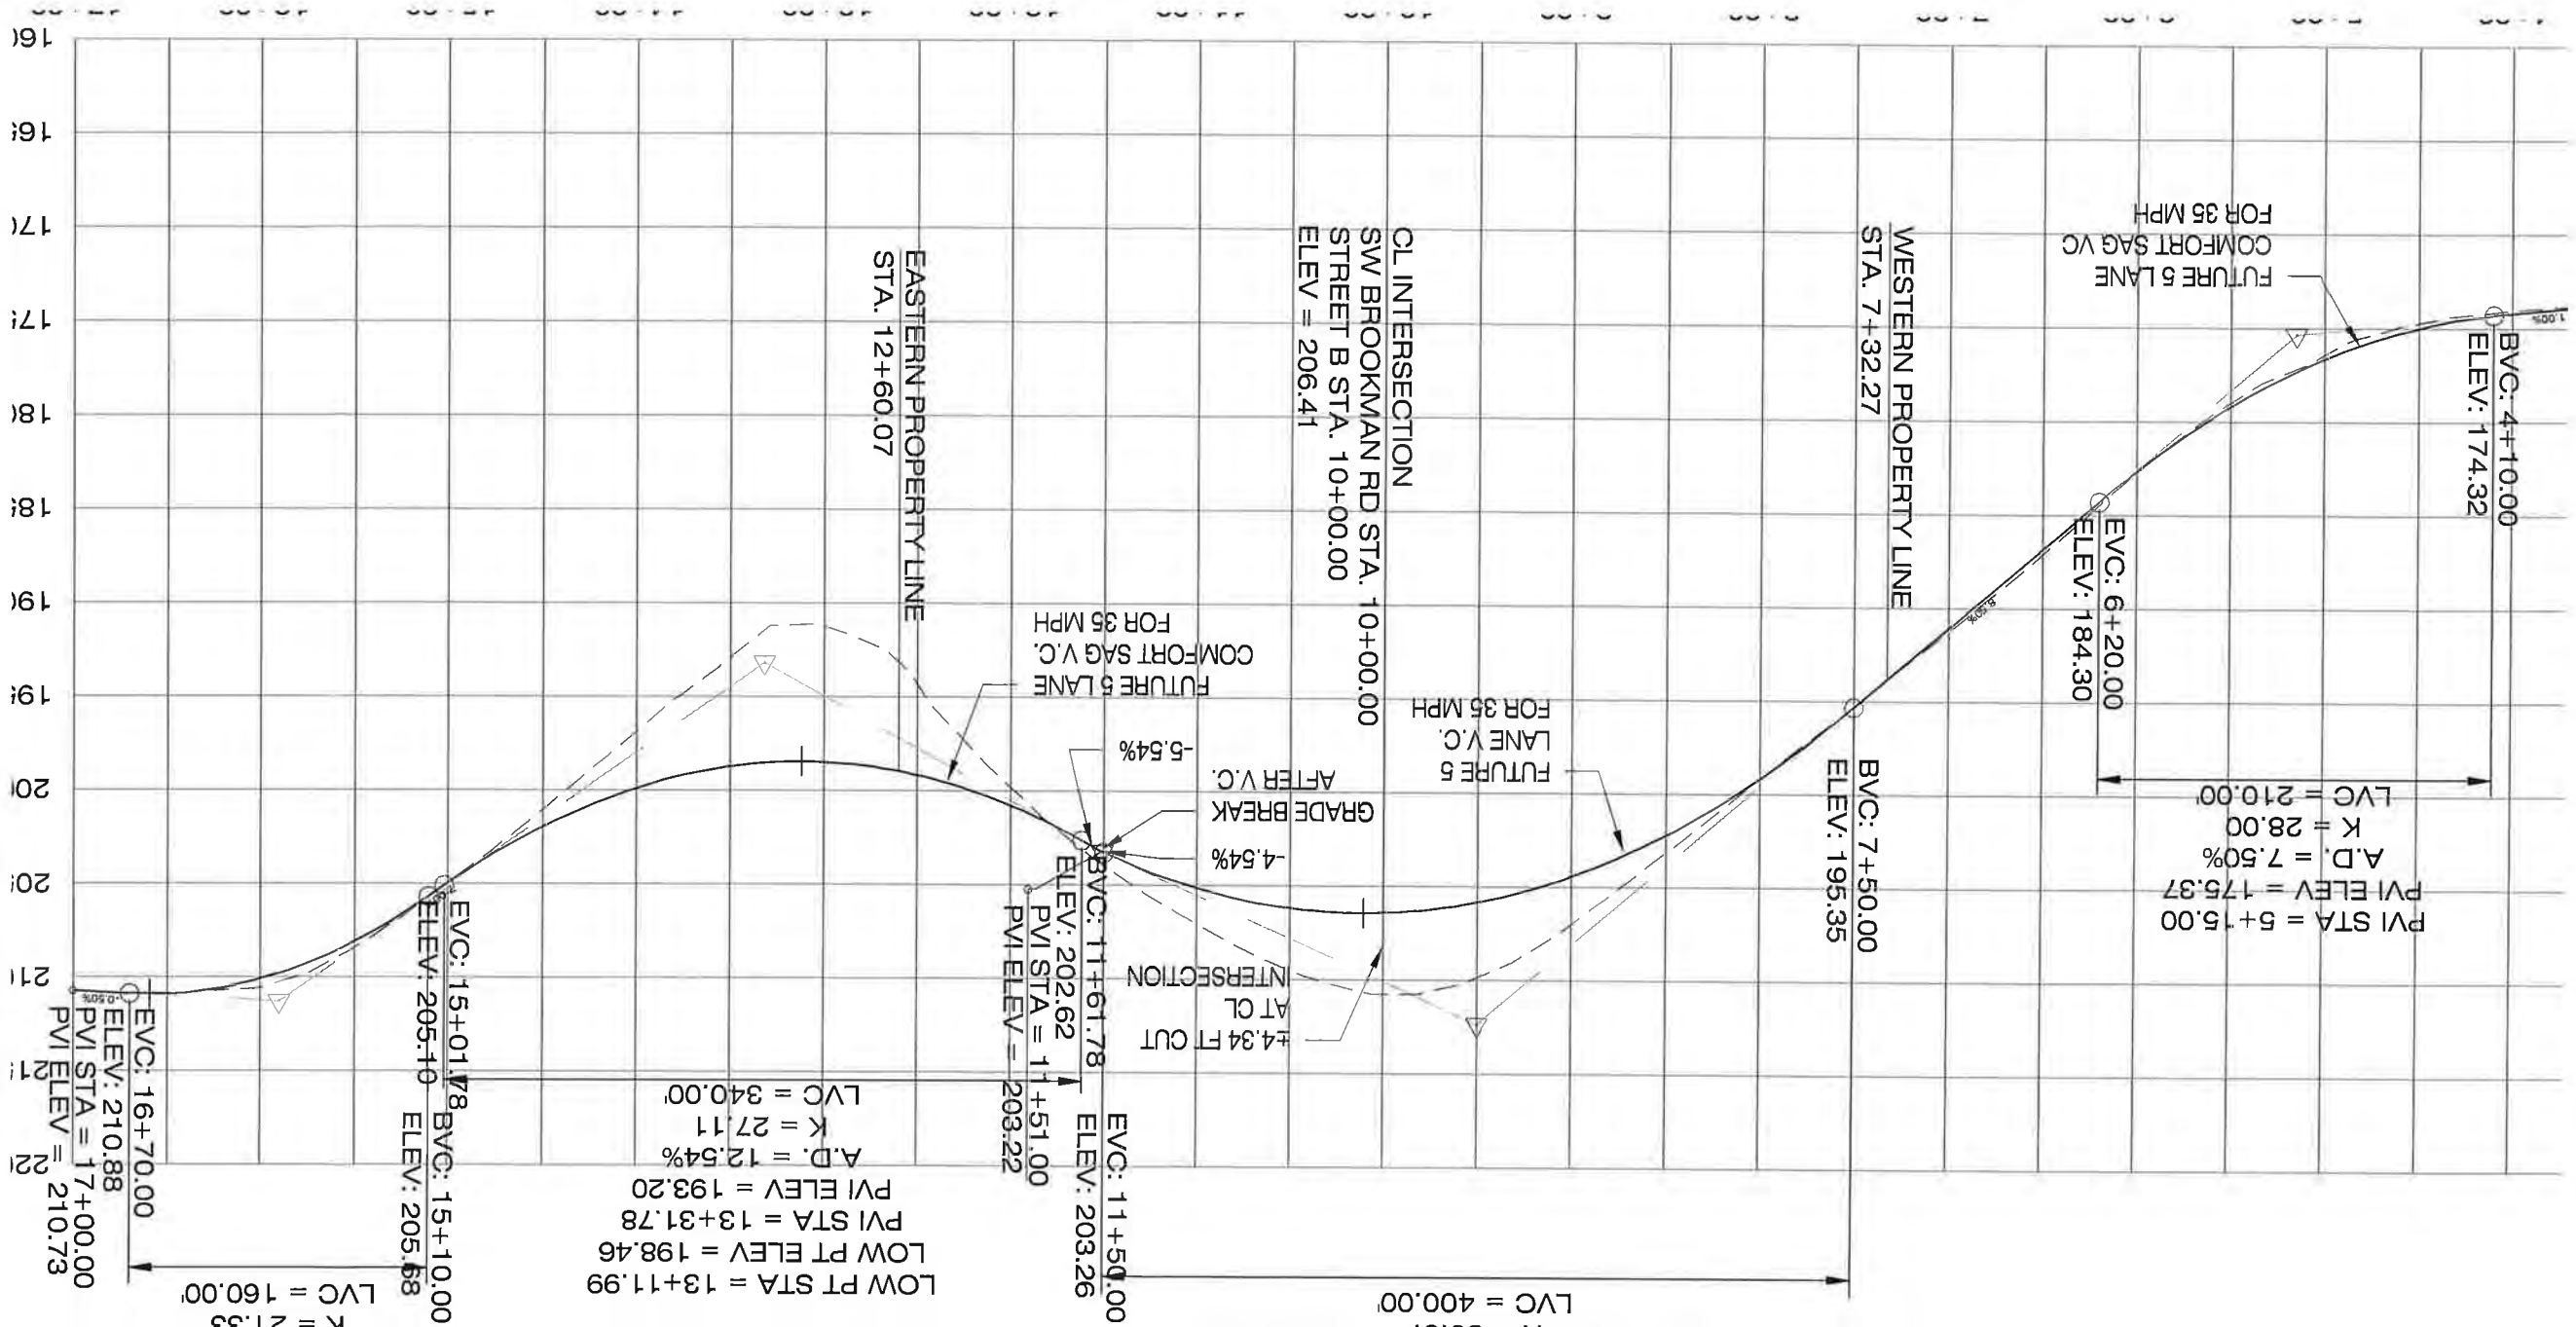 K = 21.33
LVC = 160.00'
LOW PT STA = 13+11.99
LOW PT ELEV = 198.46
PVI STA = 13+31.78
PVI ELEV = 193.20
A.D. = 12.54%
K = 27.11
LVC = 340.00'
LVC = 400.00'
PVI STA = 5+15.00
PVI ELEV = 175.37
A.D. = 7.50%
K = 28.00
LVC = 210.00'
BVC: 4+10.00
ELEV: 174.32
EVC: 6+20.00
ELEV: 184.30
BVC: 7+50.00
ELEV: 195.35
EVC: 11+50.00
ELEV: 203.26
PVI STA = 11+51.00
PVI ELEV = 203.22
BVC: 11+61.78
ELEV: 202.62
EVC: 15+01.78
ELEV: 205.10
BVC: 15+10.00
ELEV: 205.68
EVC: 16+70.00
ELEV: 210.88
PVI STA = 17+00.00
PVI ELEV = 210.73
±4.34 FT CUT
AT CL
INTERSECTION
-4.54%
GRADE BREAK
AFTER V.C.
-5.54%
FUTURE 5
LANE V.C.
FOR 35 MPH
FUTURE 5 LANE
COMFORT SAG V.C.
FOR 35 MPH
FUTURE 5 LANE
COMFORT SAG VC
FOR 35 MPH
WESTERN PROPERTY LINE
STA. 7+32.27
CL INTERSECTION
SW BROOKMAN RD STA. 10+00.00
STREET B STA. 10+00.00
ELEV = 206.41
EASTERN PROPERTY LINE
STA. 12+60.07
1.00%
-8.50%
-0.50%